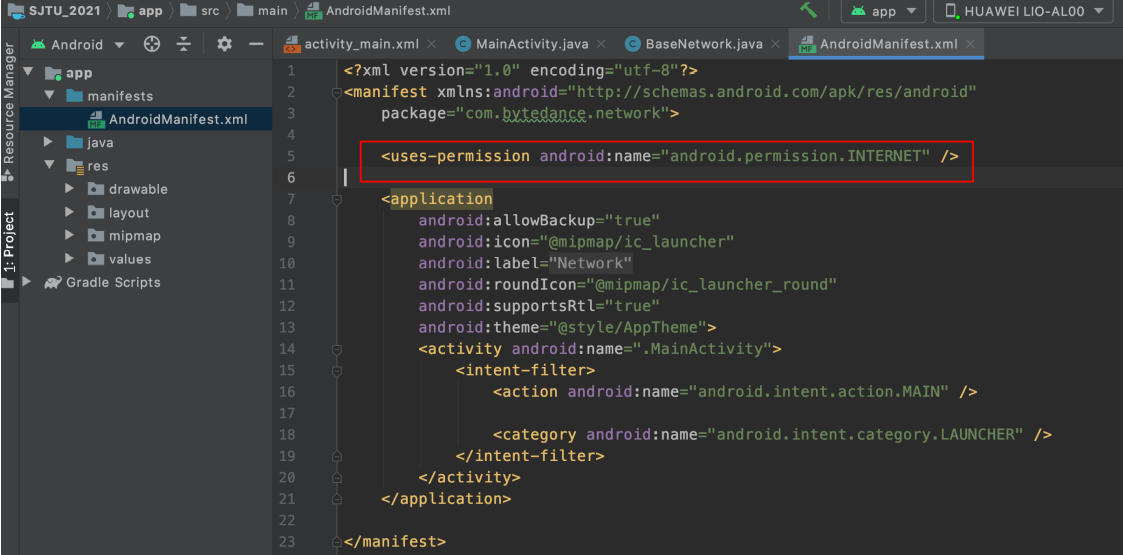 SJTU_2021 app src main AndroidManifest.xml app HUAWEI LIO-AL00
Android activity_main.xml MainActivity.java BaseNetwork.java AndroidManifest.xml
Resource Manager
1: Project
app
manifests
AndroidManifest.xml
java
res
drawable
layout
mipmap
values
Gradle Scripts
1 <?xml version="1.0" encoding="utf-8"?>
2 <manifest xmlns:android="http://schemas.android.com/apk/res/android"
3 package="com.bytedance.network">
4
5 <uses-permission android:name="android.permission.INTERNET" />
6
7 <application
8 android:allowBackup="true"
9 android:icon="@mipmap/ic_launcher"
10 android:label="Network"
11 android:roundIcon="@mipmap/ic_launcher_round"
12 android:supportsRtl="true"
13 android:theme="@style/AppTheme">
14 <activity android:name=".MainActivity">
15 <intent-filter>
16 <action android:name="android.intent.action.MAIN" />
17
18 <category android:name="android.intent.category.LAUNCHER" />
19 </intent-filter>
20 </activity>
21 </application>
22
23 </manifest>